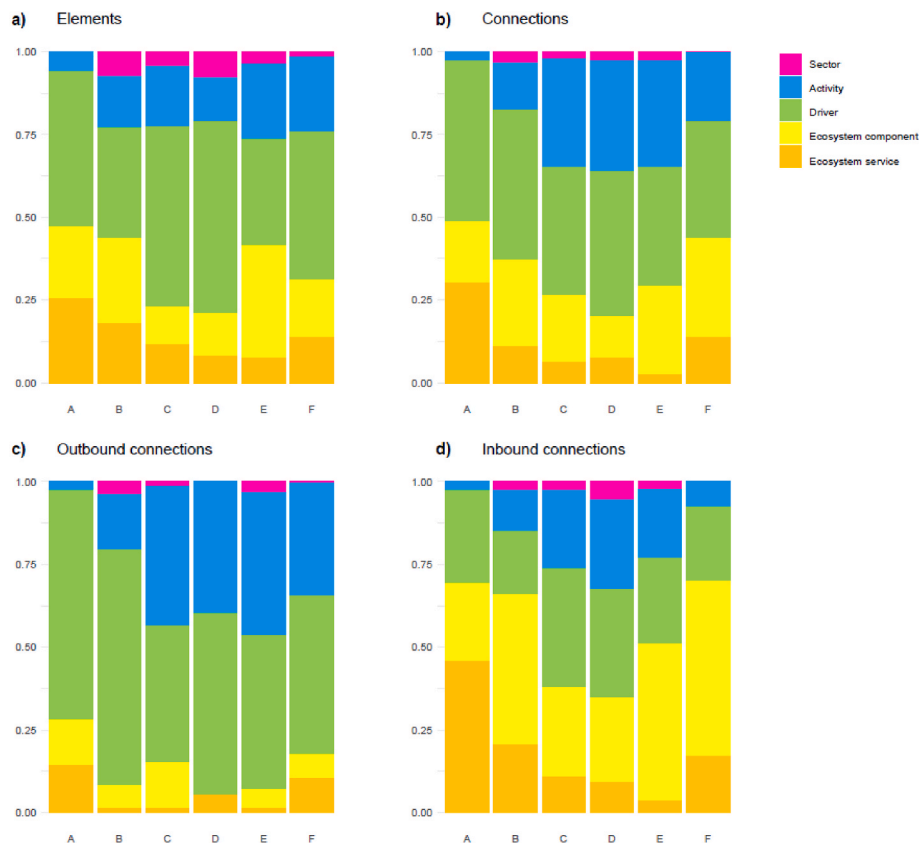 a) Elements
b) Connections
1.00
0.75
0.50
0.25
0.00
A B C D E F
1.00
0.75
0.50
0.25
0.00
A B C D E F
Sector
Activity
Driver
Ecosystem component
Ecosystem service
c) Outbound connections
d) Inbound connections
1.00
0.75
0.50
0.25
0.00
A B C D E F
1.00
0.75
0.50
0.25
0.00
A B C D E F